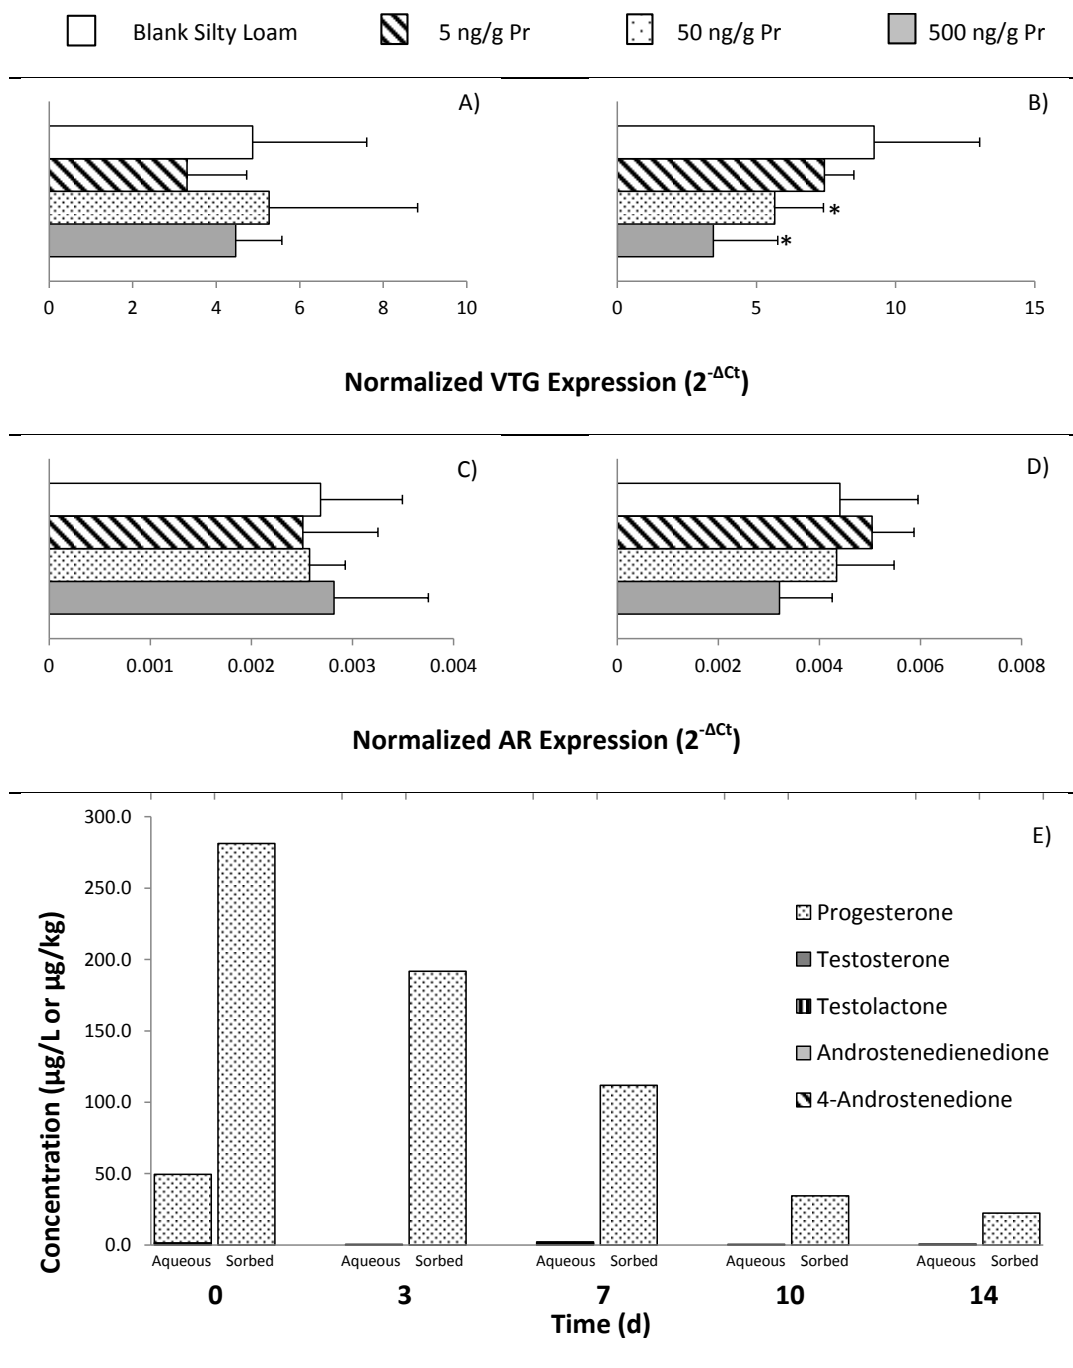 Blank Silty Loam 5 ng/g Pr 50 ng/g Pr 500 ng/g Pr
A) B)
* 
*
0 2 4 6 8 10 0 5 10 15
Normalized VTG Expression (2^-ΔCt)
C) D)
0 0.001 0.002 0.003 0.004 0 0.002 0.004 0.006 0.008
Normalized AR Expression (2^-ΔCt)
E)
Concentration (µg/L or µg/kg)
300.0
250.0
200.0
150.0
100.0
50.0
0.0
Progesterone
Testosterone
Testolactone
Androstenedienedione
4-Androstenedione
Aqueous Sorbed Aqueous Sorbed Aqueous Sorbed Aqueous Sorbed Aqueous Sorbed
0 3 7 10 14
Time (d)